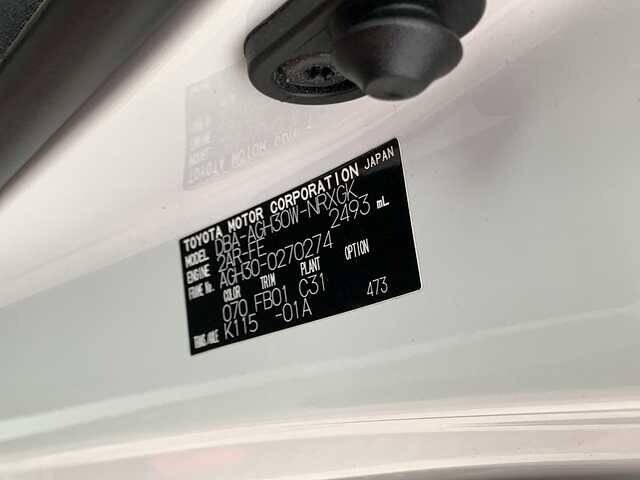 TOYOTA MOTOR CORPORATION JAPAN
MODEL DBA-AGH30W-NRXGK
ENGINE 2AR-FE 2493 mL
FRAME No. AGH30-0270274
COLOR TRIM PLANT OPTION
070 FB01 C31
TRANS/AXLE K115 -01A 473